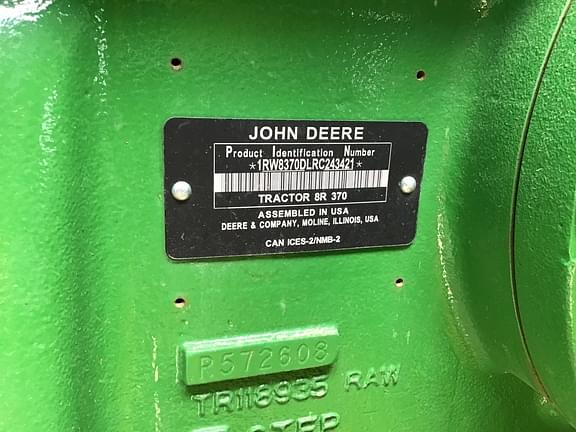 JOHN DEERE
Product Identification Number
*1RW8370DLRC243421*
TRACTOR 8R 370
ASSEMBLED IN USA
DEERE & COMPANY, MOLINE, ILLINOIS, USA
CAN ICES-2/NMB-2
P572608
TR118935 RAW